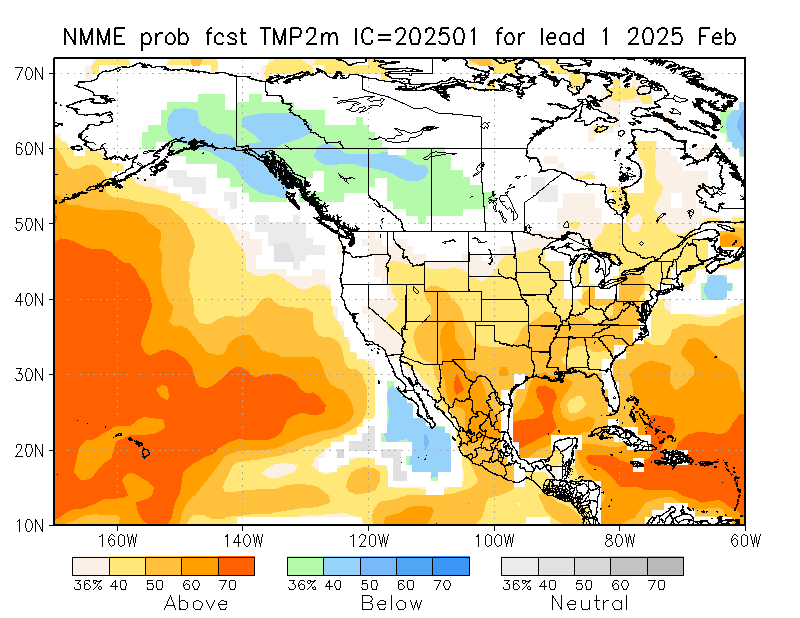 NMME prob fcst TMP2m IC=202501 for lead 1 2025 Feb
70N
60N
50N
40N
30N
20N
10N
160W 140W 120W 100W 80W 60W
36% 40 50 60 70 36% 40 50 60 70 36% 40 50 60 70
Above Below Neutral